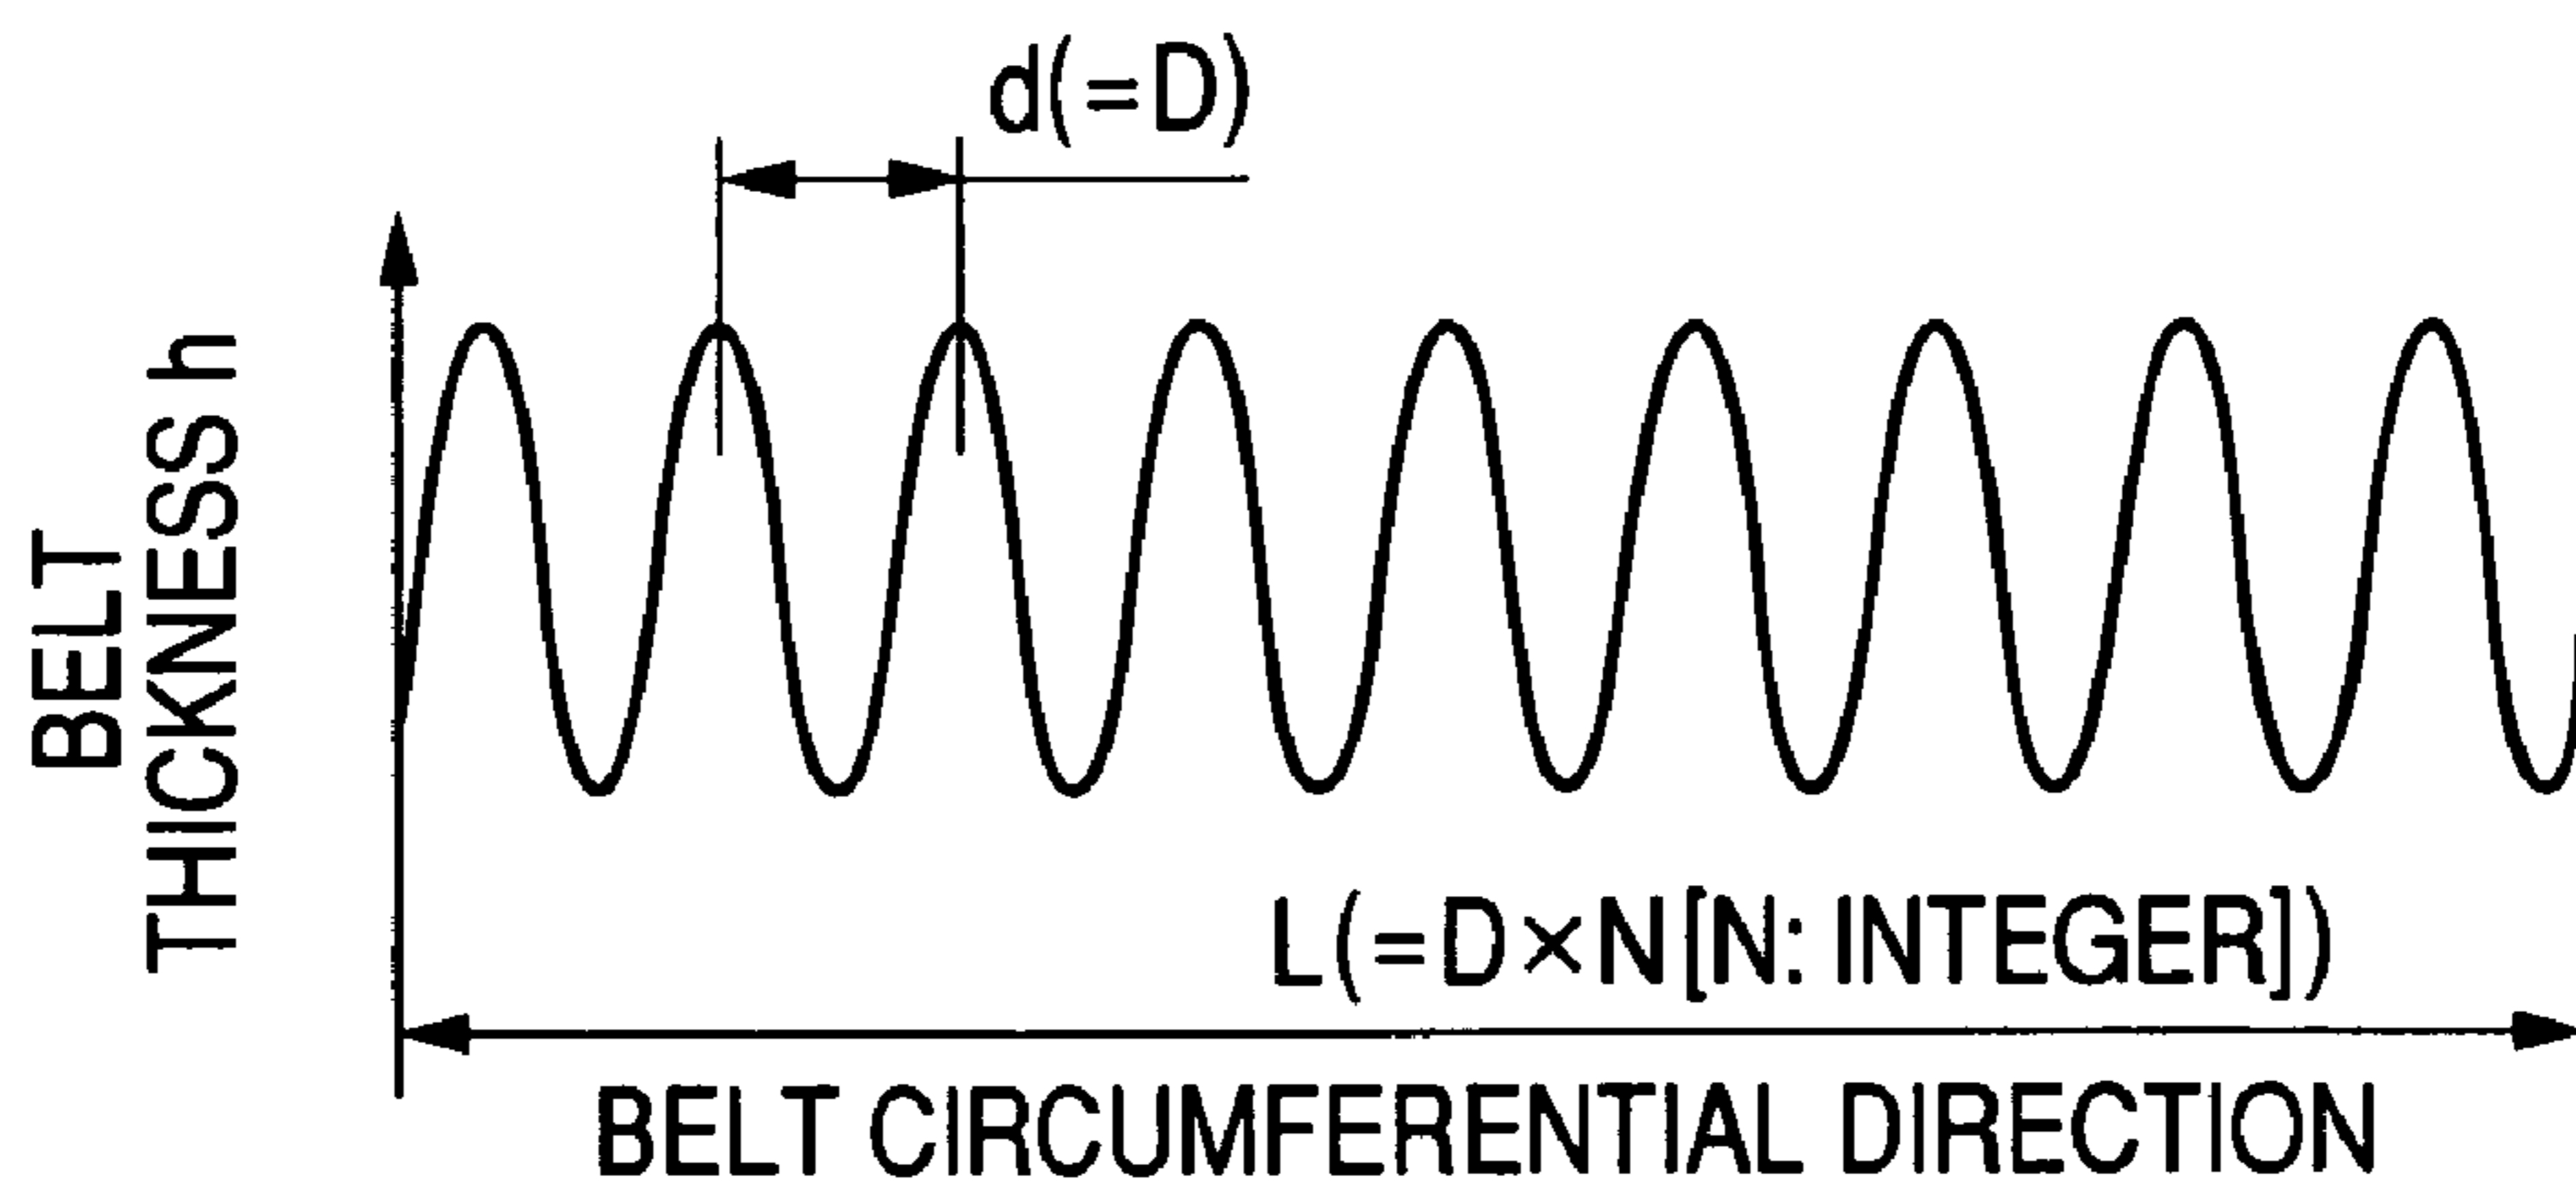 d(=D)
BELT
THICKNESS h
L(=D×N[N: INTEGER])
BELT CIRCUMFERENTIAL DIRECTION